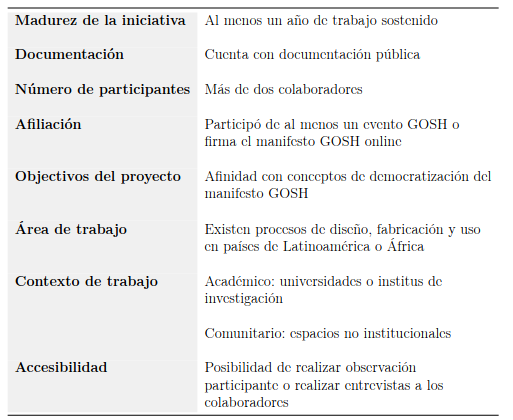 Madurez de la iniciativa Al menos un año de trabajo sostenido
Documentación Cuenta con documentación pública
Número de participantes Más de dos colaboradores
Afiliación Participó de al menos un evento GOSH o
firma el manifesto GOSH online
Objectivos del proyecto Afinidad con conceptos de democratización del
manifesto GOSH
Área de trabajo Existen procesos de diseño, fabricación y uso
en países de Latinoamérica o África
Contexto de trabajo Académico: universidades o institus de
investigación
Comunitario: espacios no institucionales
Accesibilidad Posibilidad de realizar observación
participante o realizar entrevistas a los
colaboradores